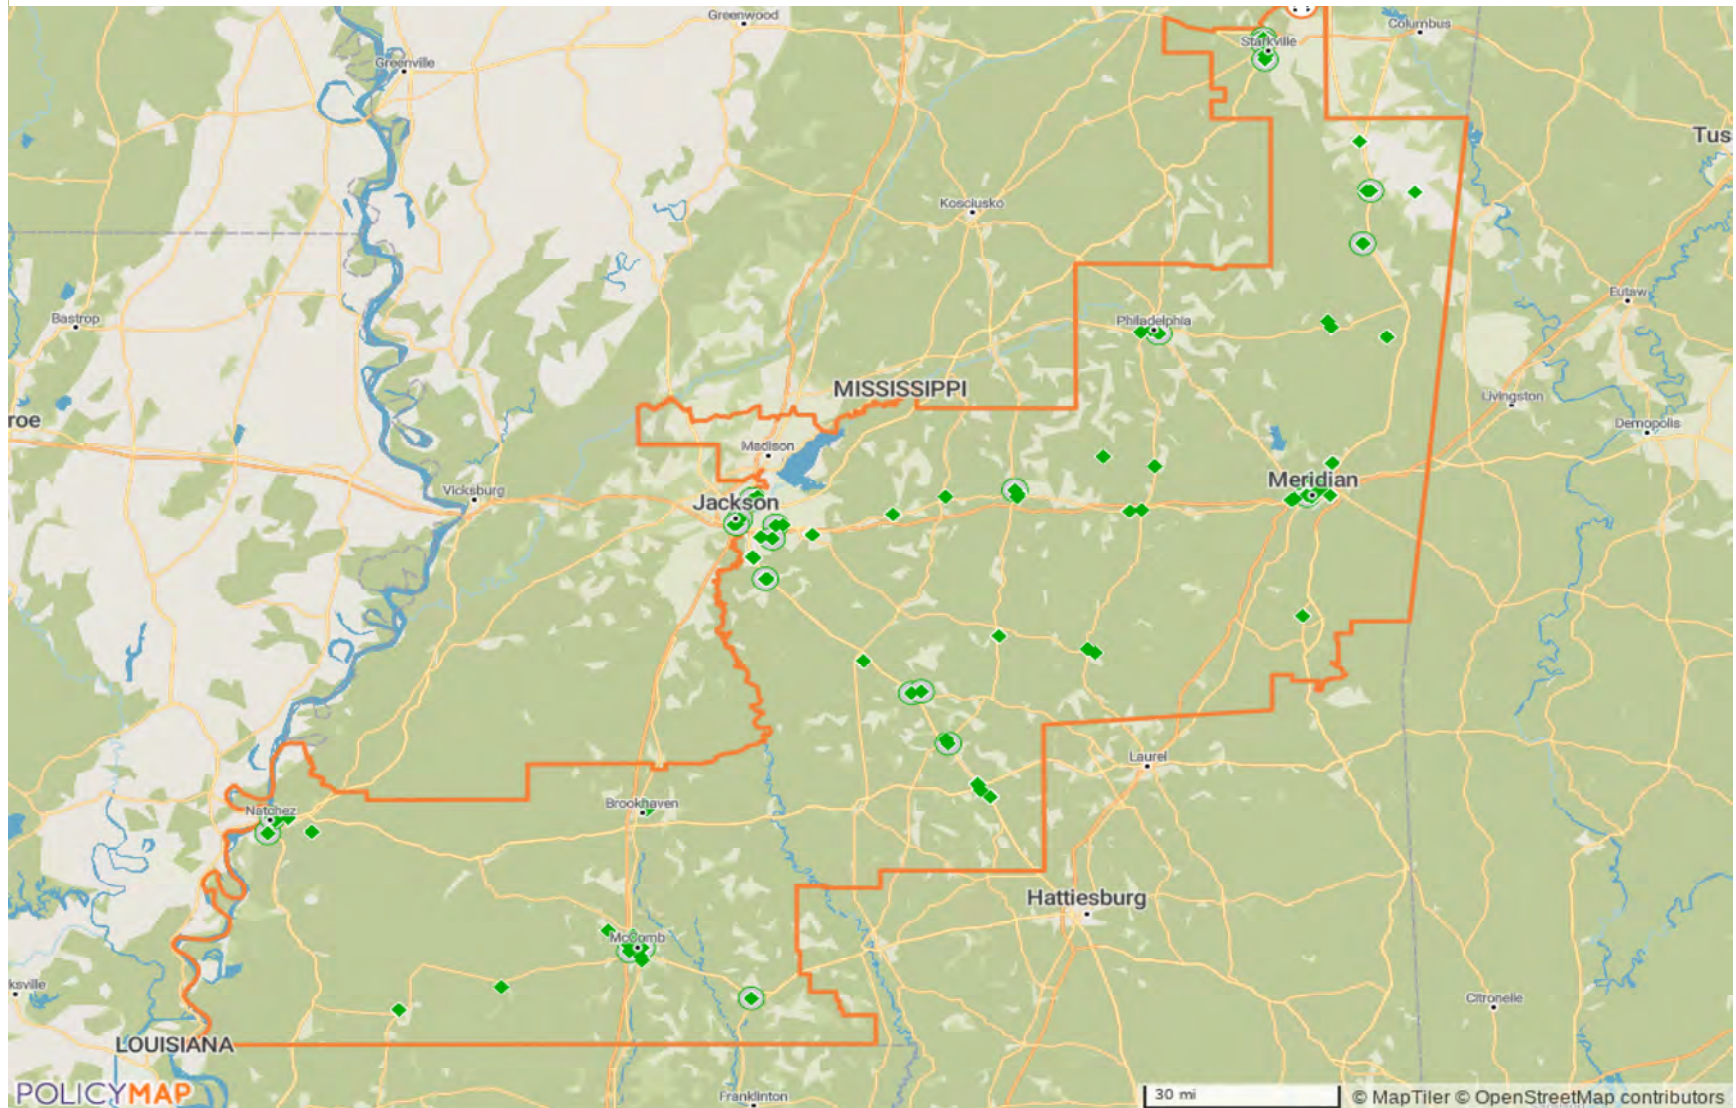 Greenwood
Columbus
Starkville
Greenville
Tus
Kosciusko
Eutaw
Bastrop
Philadelphia
MISSISSIPPI
Livingston
roe
Demopolis
Madison
Meridian
Vicksburg
Jackson
Laurel
Natchez
Brookhaven
Hattiesburg
McComb
ksville
Citronelle
LOUISIANA
POLICYMAP
Franklinton
30 mi
© MapTiler © OpenStreetMap contributors